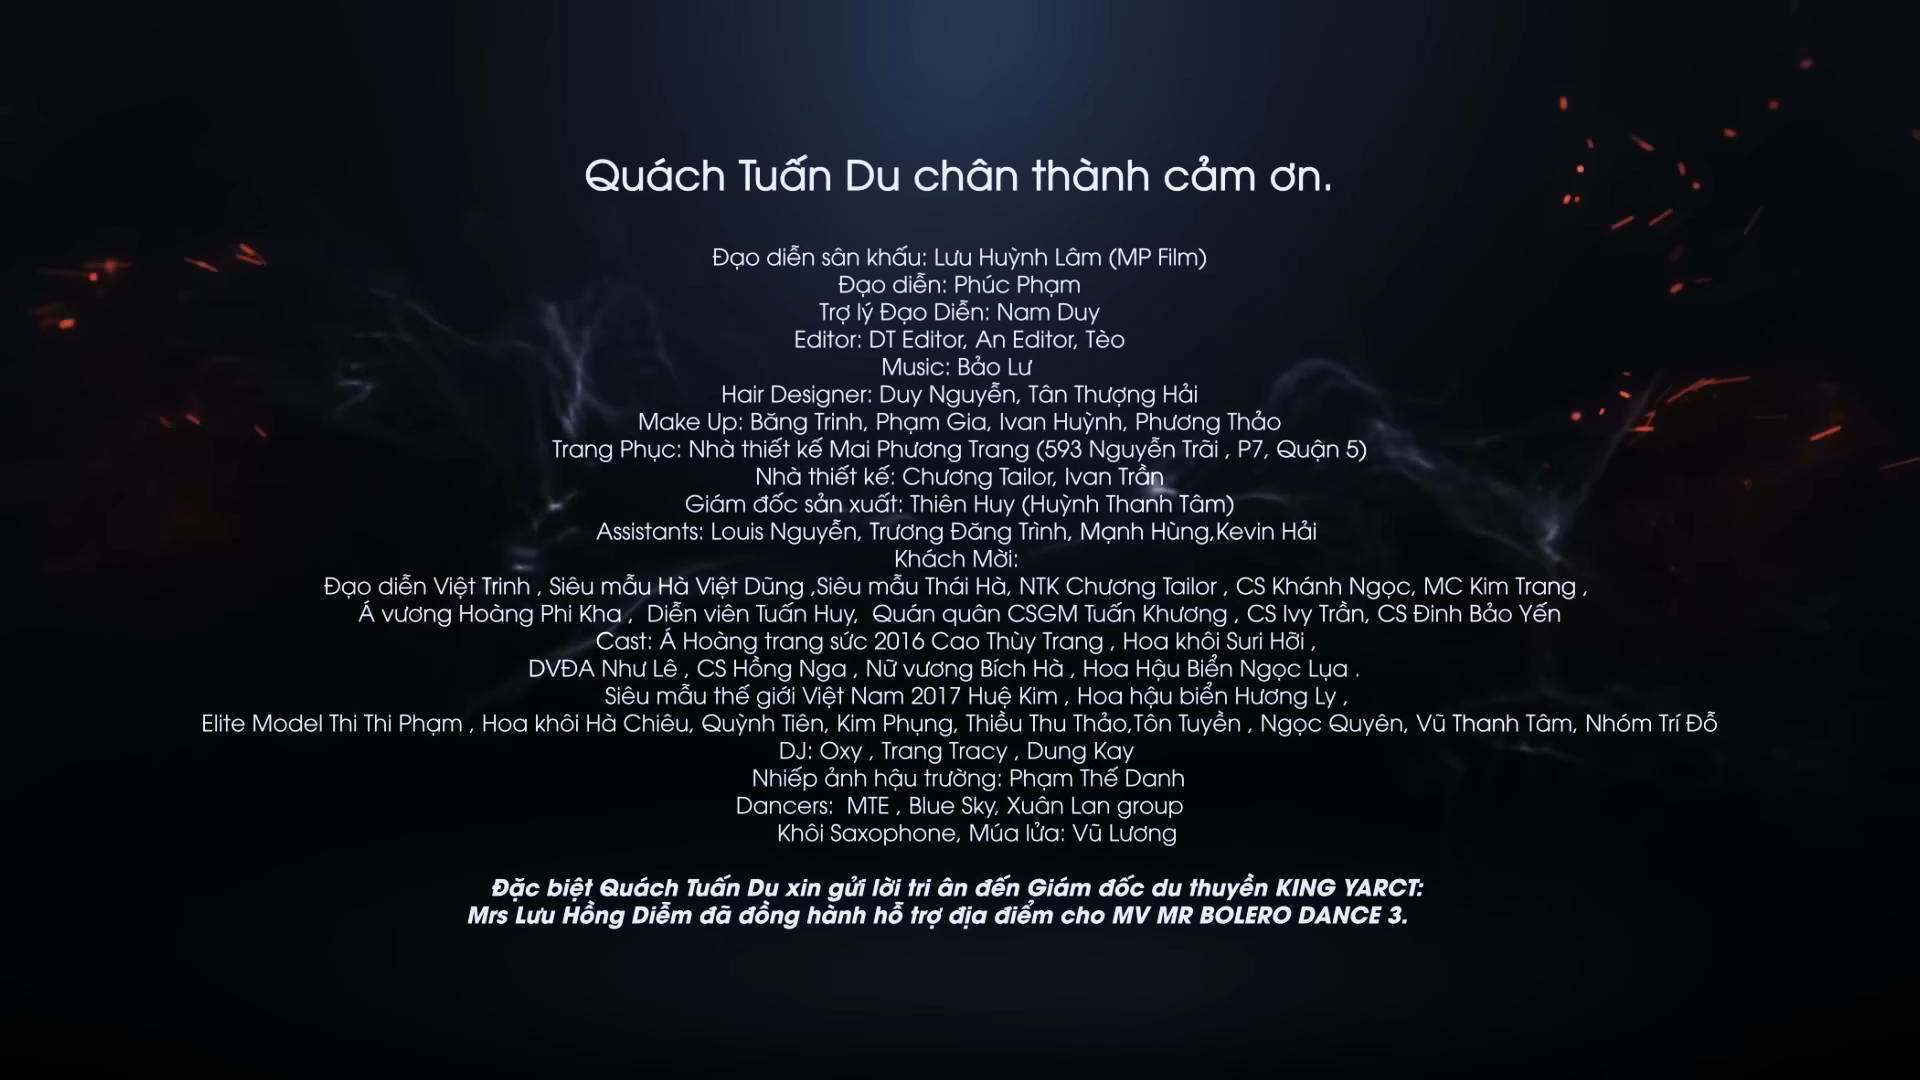 Quách Tuấn Du chân thành cảm ơn.
Đạo diễn sân khấu: Lưu Huỳnh Lâm (MP Film)
Đạo diễn: Phúc Phạm
Trợ lý Đạo Diễn: Nam Duy
Editor: DT Editor, An Editor, Tèo
Music: Bảo Lư
Hair Designer: Duy Nguyễn, Tân Thượng Hải
Make Up: Băng Trinh, Phạm Gia, Ivan Huỳnh, Phương Thảo
Trang Phục: Nhà thiết kế Mai Phương Trang (593 Nguyễn Trãi , P7, Quận 5)
Nhà thiết kế: Chương Tailor, Ivan Trần
Giám đốc sản xuất: Thiên Huy (Huỳnh Thanh Tâm)
Assistants: Louis Nguyễn, Trương Đăng Trình, Mạnh Hùng,Kevin Hải
Khách Mời:
Đạo diễn Việt Trinh , Siêu mẫu Hà Việt Dũng ,Siêu mẫu Thái Hà, NTK Chương Tailor , CS Khánh Ngọc, MC Kim Trang ,
Á vương Hoàng Phi Kha ,  Diễn viên Tuấn Huy,  Quán quân CSGM Tuấn Khương , CS Ivy Trần, CS Đinh Bảo Yến
Cast: Á Hoàng trang sức 2016 Cao Thùy Trang , Hoa khôi Suri Hỡi ,
DVĐA Như Lê , CS Hồng Nga , Nữ vương Bích Hà , Hoa Hậu Biển Ngọc Lụa .
Siêu mẫu thế giới Việt Nam 2017 Huệ Kim , Hoa hậu biển Hương Ly ,
Elite Model Thi Thi Phạm , Hoa khôi Hà Chiêu, Quỳnh Tiên, Kim Phụng, Thiều Thu Thảo,Tôn Tuyền , Ngọc Quyên, Vũ Thanh Tâm, Nhóm Trí Đỗ
DJ: Oxy , Trang Tracy , Dung Kay
Nhiếp ảnh hậu trường: Phạm Thế Danh
Dancers:  MTE , Blue Sky, Xuân Lan group
Khôi Saxophone, Múa lửa: Vũ Lương
Đặc biệt Quách Tuấn Du xin gửi lời tri ân đến Giám đốc du thuyền KING YARCT:
Mrs Lưu Hồng Diễm đã đồng hành hỗ trợ địa điểm cho MV MR BOLERO DANCE 3.